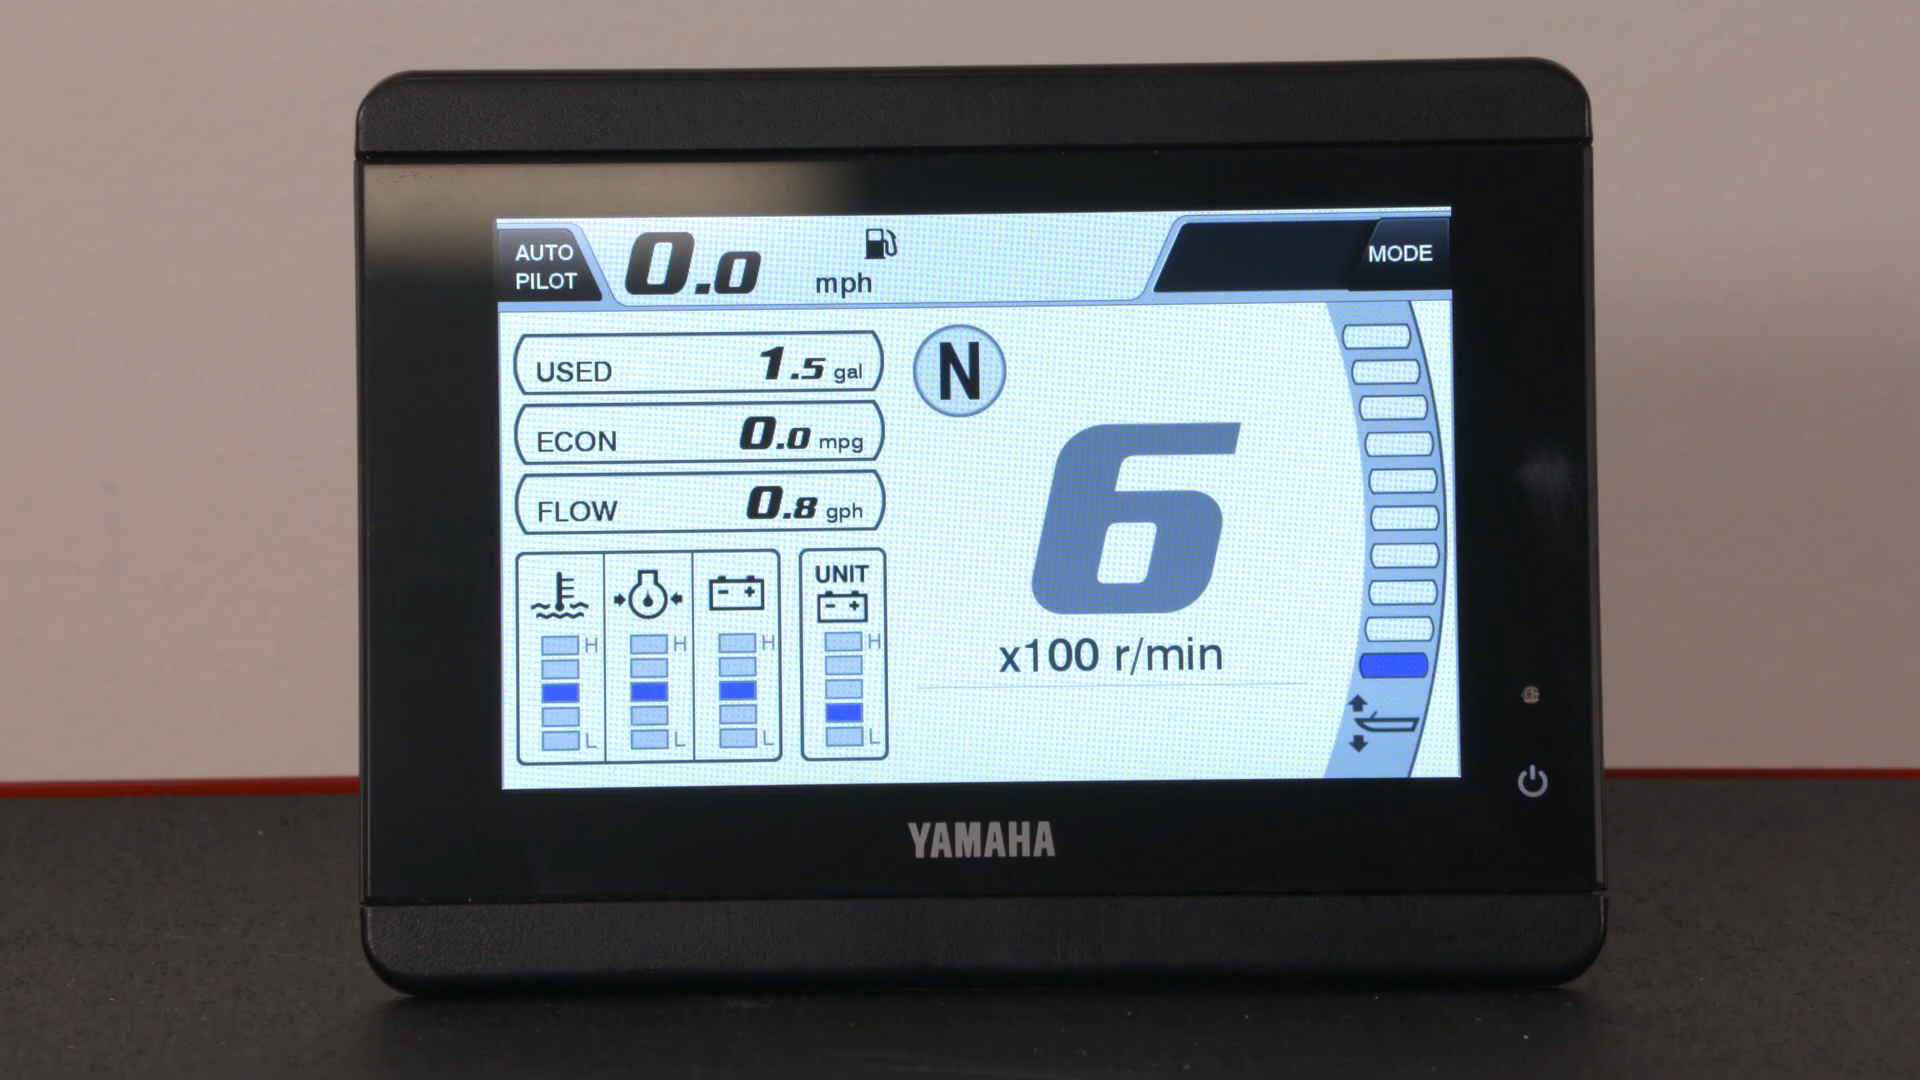 AUTO
PILOT
0.0
mph
MODE
USED 1.5 gal
N
ECON 0.0 mpg
FLOW 0.8 gph
6
x100 r/min
UNIT
H H H H
L L L L
YAMAHA